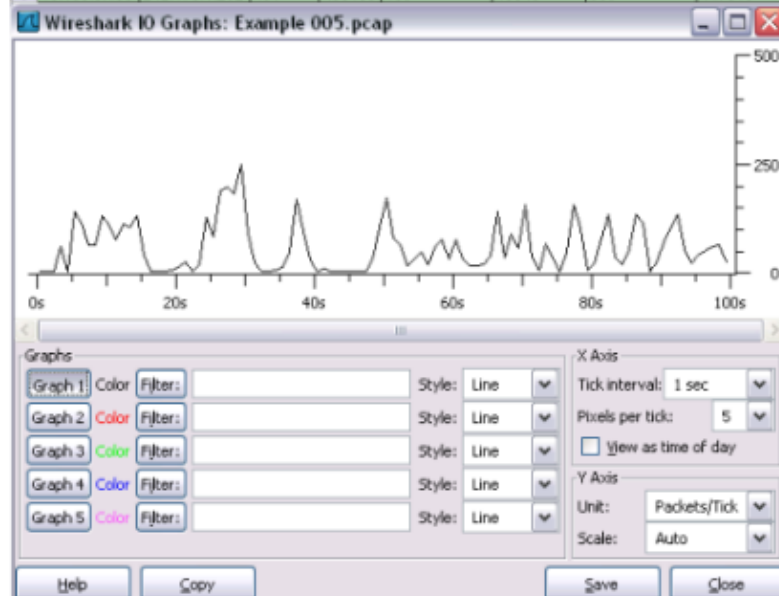 Wireshark IO Graphs: Example 005.pcap
500
250
0
0s 20s 40s 60s 80s 100s
Graphs
Graph 1 Color Filter: Style: Line
Graph 2 Color Filter: Style: Line
Graph 3 Color Filter: Style: Line
Graph 4 Color Filter: Style: Line
Graph 5 Color Filter: Style: Line
X Axis
Tick interval: 1 sec
Pixels per tick: 5
View as time of day
Y Axis
Unit: Packets/Tick
Scale: Auto
Help Copy Save Close